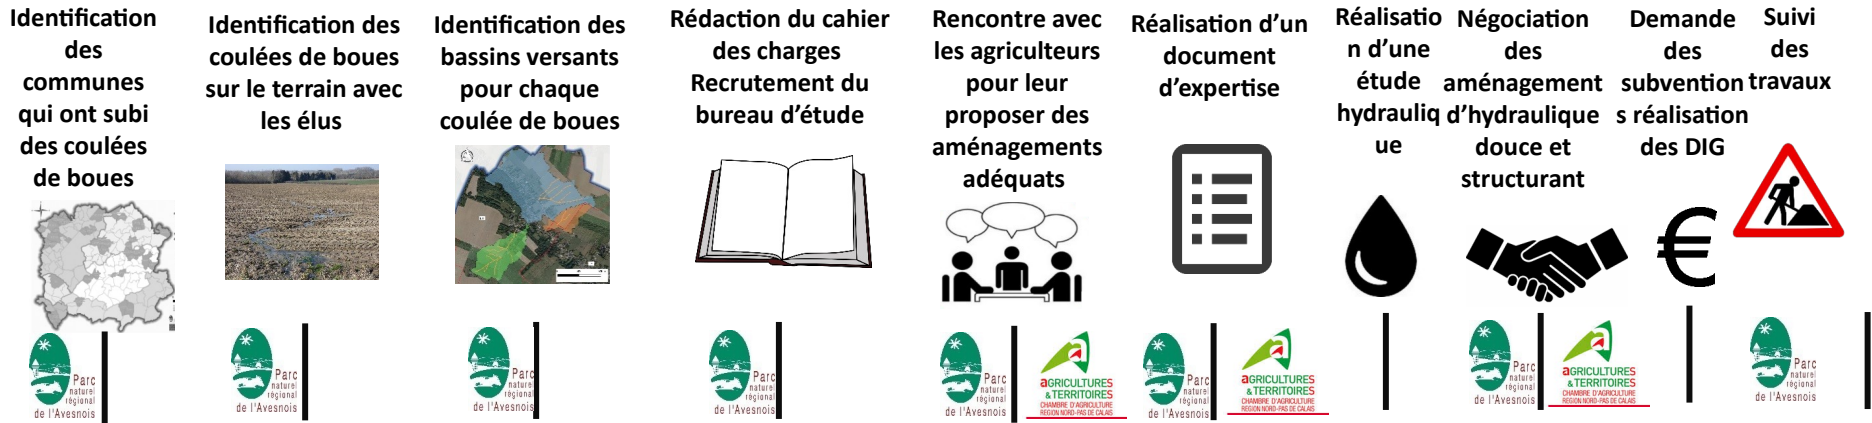 Identification
des
communes
qui ont subi
des coulées
de boues
Identification des
coulées de boues
sur le terrain avec
les élus
Identification des
bassins versants
pour chaque
coulée de boues
Rédaction du cahier
des charges
Recrutement du
bureau d’étude
Rencontre avec
les agriculteurs
pour leur
proposer des
aménagements
adéquats
Réalisation d’un
document
d’expertise
Réalisatio
n d’une
étude
hydrauliq
ue
Négociation
des
aménagement
d’hydraulique
douce et
structurant
Demande
des
subvention
s réalisation
des DIG
Suivi
des
travaux
Parc
naturel
régional
de l'Avesnois
Parc
naturel
régional
de l'Avesnois
Parc
naturel
régional
de l'Avesnois
Parc
naturel
régional
de l'Avesnois
Parc
naturel
régional
de l'Avesnois
aGRICULTURES
& TERRITOIRES
CHAMBRE D'AGRICULTURE
REGION NORD-PAS DE CALAIS
Parc
naturel
régional
de l'Avesnois
aGRICULTURES
& TERRITOIRES
CHAMBRE D'AGRICULTURE
REGION NORD-PAS DE CALAIS
Parc
naturel
régional
de l'Avesnois
aGRICULTURES
& TERRITOIRES
CHAMBRE D'AGRICULTURE
REGION NORD-PAS DE CALAIS
Parc
naturel
régional
de l'Avesnois